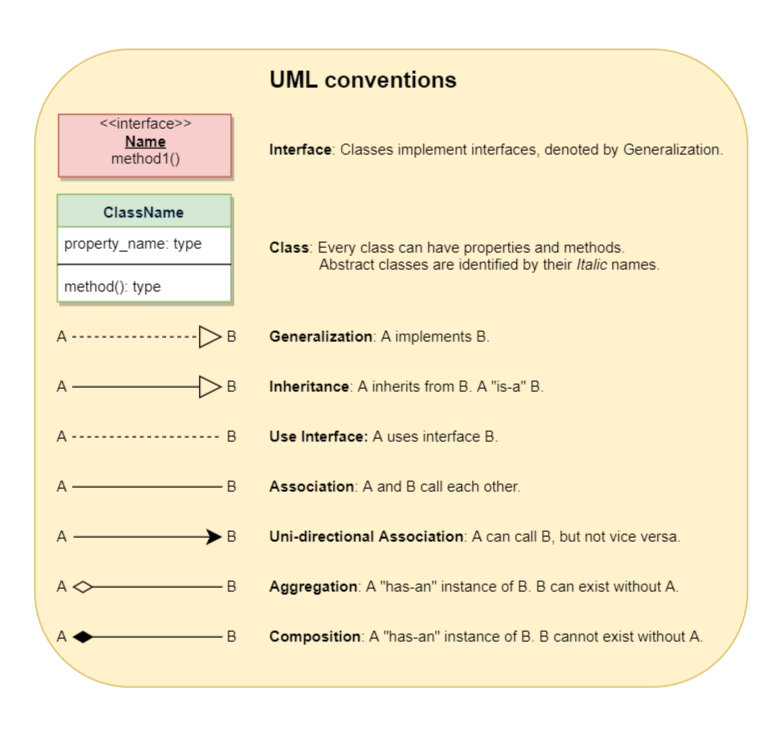 UML conventions
<<interface>>
Name
method1()
Interface: Classes implement interfaces, denoted by Generalization.
ClassName
property_name: type
method(): type
Class: Every class can have properties and methods.
Abstract classes are identified by their Italic names.
A B Generalization: A implements B.
A B Inheritance: A inherits from B. A "is-a" B.
A B Use Interface: A uses interface B.
A B Association: A and B call each other.
A B Uni-directional Association: A can call B, but not vice versa.
A B Aggregation: A "has-an" instance of B. B can exist without A.
A B Composition: A "has-an" instance of B. B cannot exist without A.